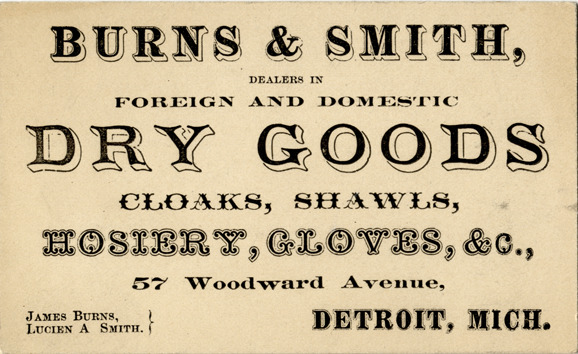 BURNS & SMITH,
DEALERS IN
FOREIGN AND DOMESTIC
DRY GOODS
CLOAKS, SHAWLS,
HOSIERY, GLOVES, &c.,
57 Woodward Avenue,
JAMES BURNS,
LUCIEN A SMITH. }
DETROIT, MICH.